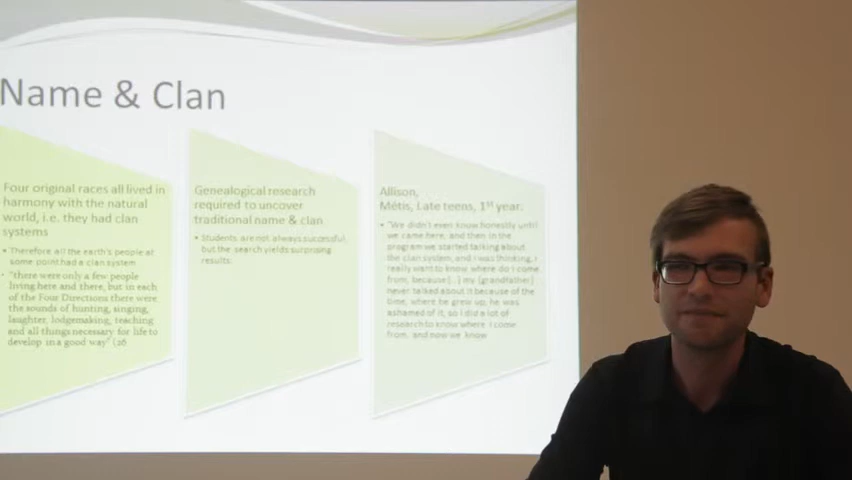 Name & Clan
Four original races all lived in
harmony with the natural
world, i.e. they had clan
systems
• Therefore all the earth's people at
some point had a clan system
• "there were only a few people
living here and there, but in each
of the Four Directions there were
the sounds of hunting, singing,
laughter, lodgemaking, teaching
and all things necessary for life to
develop in a good way" (26
Genealogical research
required to uncover
traditional name & clan
• Students are not always successful,
but the search yields surprising
results.
Allison,
Métis, Late teens, 1st year.
• "We didn't even know honestly until
we came here, and then in the
program we started talking about
the clan system, and i was thinking, i
really want to know where do i come
from, because [...] my [grandfather]
never talked about it because of the
time, where he grew up, he was
ashamed of it, so i did a lot of
research to know where i come
from, and now we know